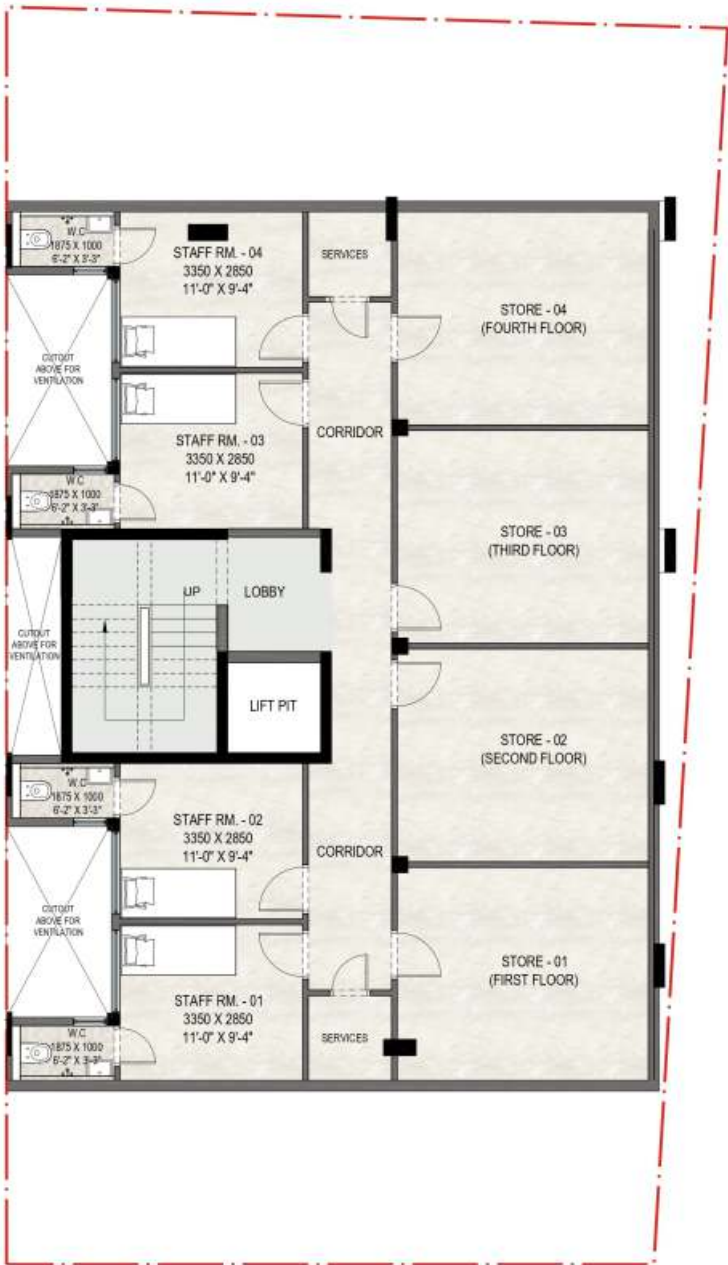 W.C
1875 X 1000
6'-2" X 3'-3"
STAFF RM. - 04
3350 X 2850
11'-0" X 9'-4"
SERVICES
STORE - 04
(FOURTH FLOOR)
CUTOUT
ABOVE FOR
VENTILATION
CORRIDOR
STAFF RM. - 03
3350 X 2850
11'-0" X 9'-4"
W.C
1875 X 1000
6'-2" X 3'-3"
STORE - 03
(THIRD FLOOR)
UP
LOBBY
CUTOUT
ABOVE FOR
VENTILATION
LIFT PIT
STORE - 02
(SECOND FLOOR)
W.C
1875 X 1000
6'-2" X 3'-3"
STAFF RM. - 02
3350 X 2850
11'-0" X 9'-4"
CORRIDOR
CUTOUT
ABOVE FOR
VENTILATION
STORE - 01
(FIRST FLOOR)
STAFF RM. - 01
3350 X 2850
11'-0" X 9'-4"
W.C
1875 X 1000
6'-2" X 3'-3"
SERVICES